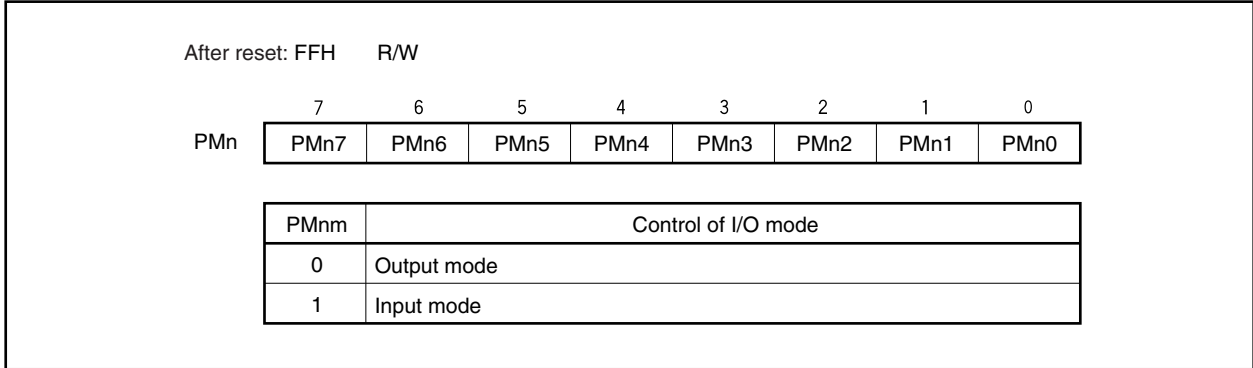 After reset: FFH R/W
7 6 5 4 3 2 1 0
PMn PMn7 PMn6 PMn5 PMn4 PMn3 PMn2 PMn1 PMn0
PMnm Control of I/O mode
0 Output mode
1 Input mode